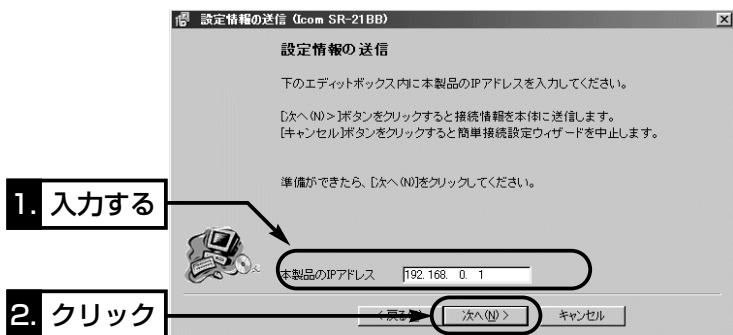 設定情報の送信 (Icom SR-21BB)
設定情報の送信
下のエディットボックス内に本製品のIPアドレスを入力してください。
[次へ(N)>]ボタンをクリックすると接続情報を本体に送信します。
[キャンセル]ボタンをクリックすると簡単接続設定ウィザードを中止します。
準備ができたら、[次へ(N)]をクリックしてください。
1. 入力する
本製品のIPアドレス 192.168. 0. 1
2. クリック
< 戻る 次へ(N) > キャンセル